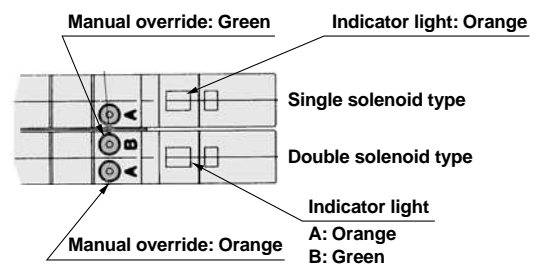 Manual override: Green
Indicator light: Orange
A
Single solenoid type
B
Double solenoid type
A
Indicator light
A: Orange
B: Green
Manual override: Orange